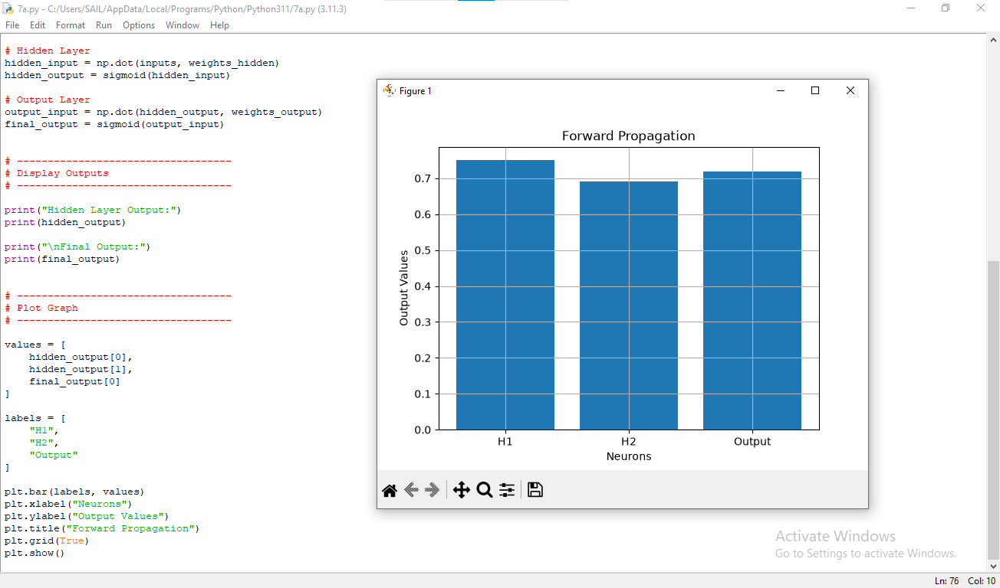 7a.py - C:/Users/SAIL/AppData/Local/Programs/Python/Python311/7a.py (3.11.3)
File Edit Format Run Options Window Help
# Hidden Layer
hidden_input = np.dot(inputs, weights_hidden)
hidden_output = sigmoid(hidden_input)
# Output Layer
output_input = np.dot(hidden_output, weights_output)
final_output = sigmoid(output_input)
# -----------------------------------
# Display Outputs
# -----------------------------------
print("Hidden Layer Output:")
print(hidden_output)
print("\nFinal Output:")
print(final_output)
# -----------------------------------
# Plot Graph
# -----------------------------------
values = [
    hidden_output[0],
    hidden_output[1],
    final_output[0]
]
labels = [
    "H1",
    "H2",
    "Output"
]
plt.bar(labels, values)
plt.xlabel("Neurons")
plt.ylabel("Output Values")
plt.title("Forward Propagation")
plt.grid(True)
plt.show()
Figure 1
Forward Propagation
Output Values
0.7
0.6
0.5
0.4
0.3
0.2
0.1
0.0
H1 H2 Output
Neurons
Activate Windows
Go to Settings to activate Windows.
Ln: 76 Col: 10